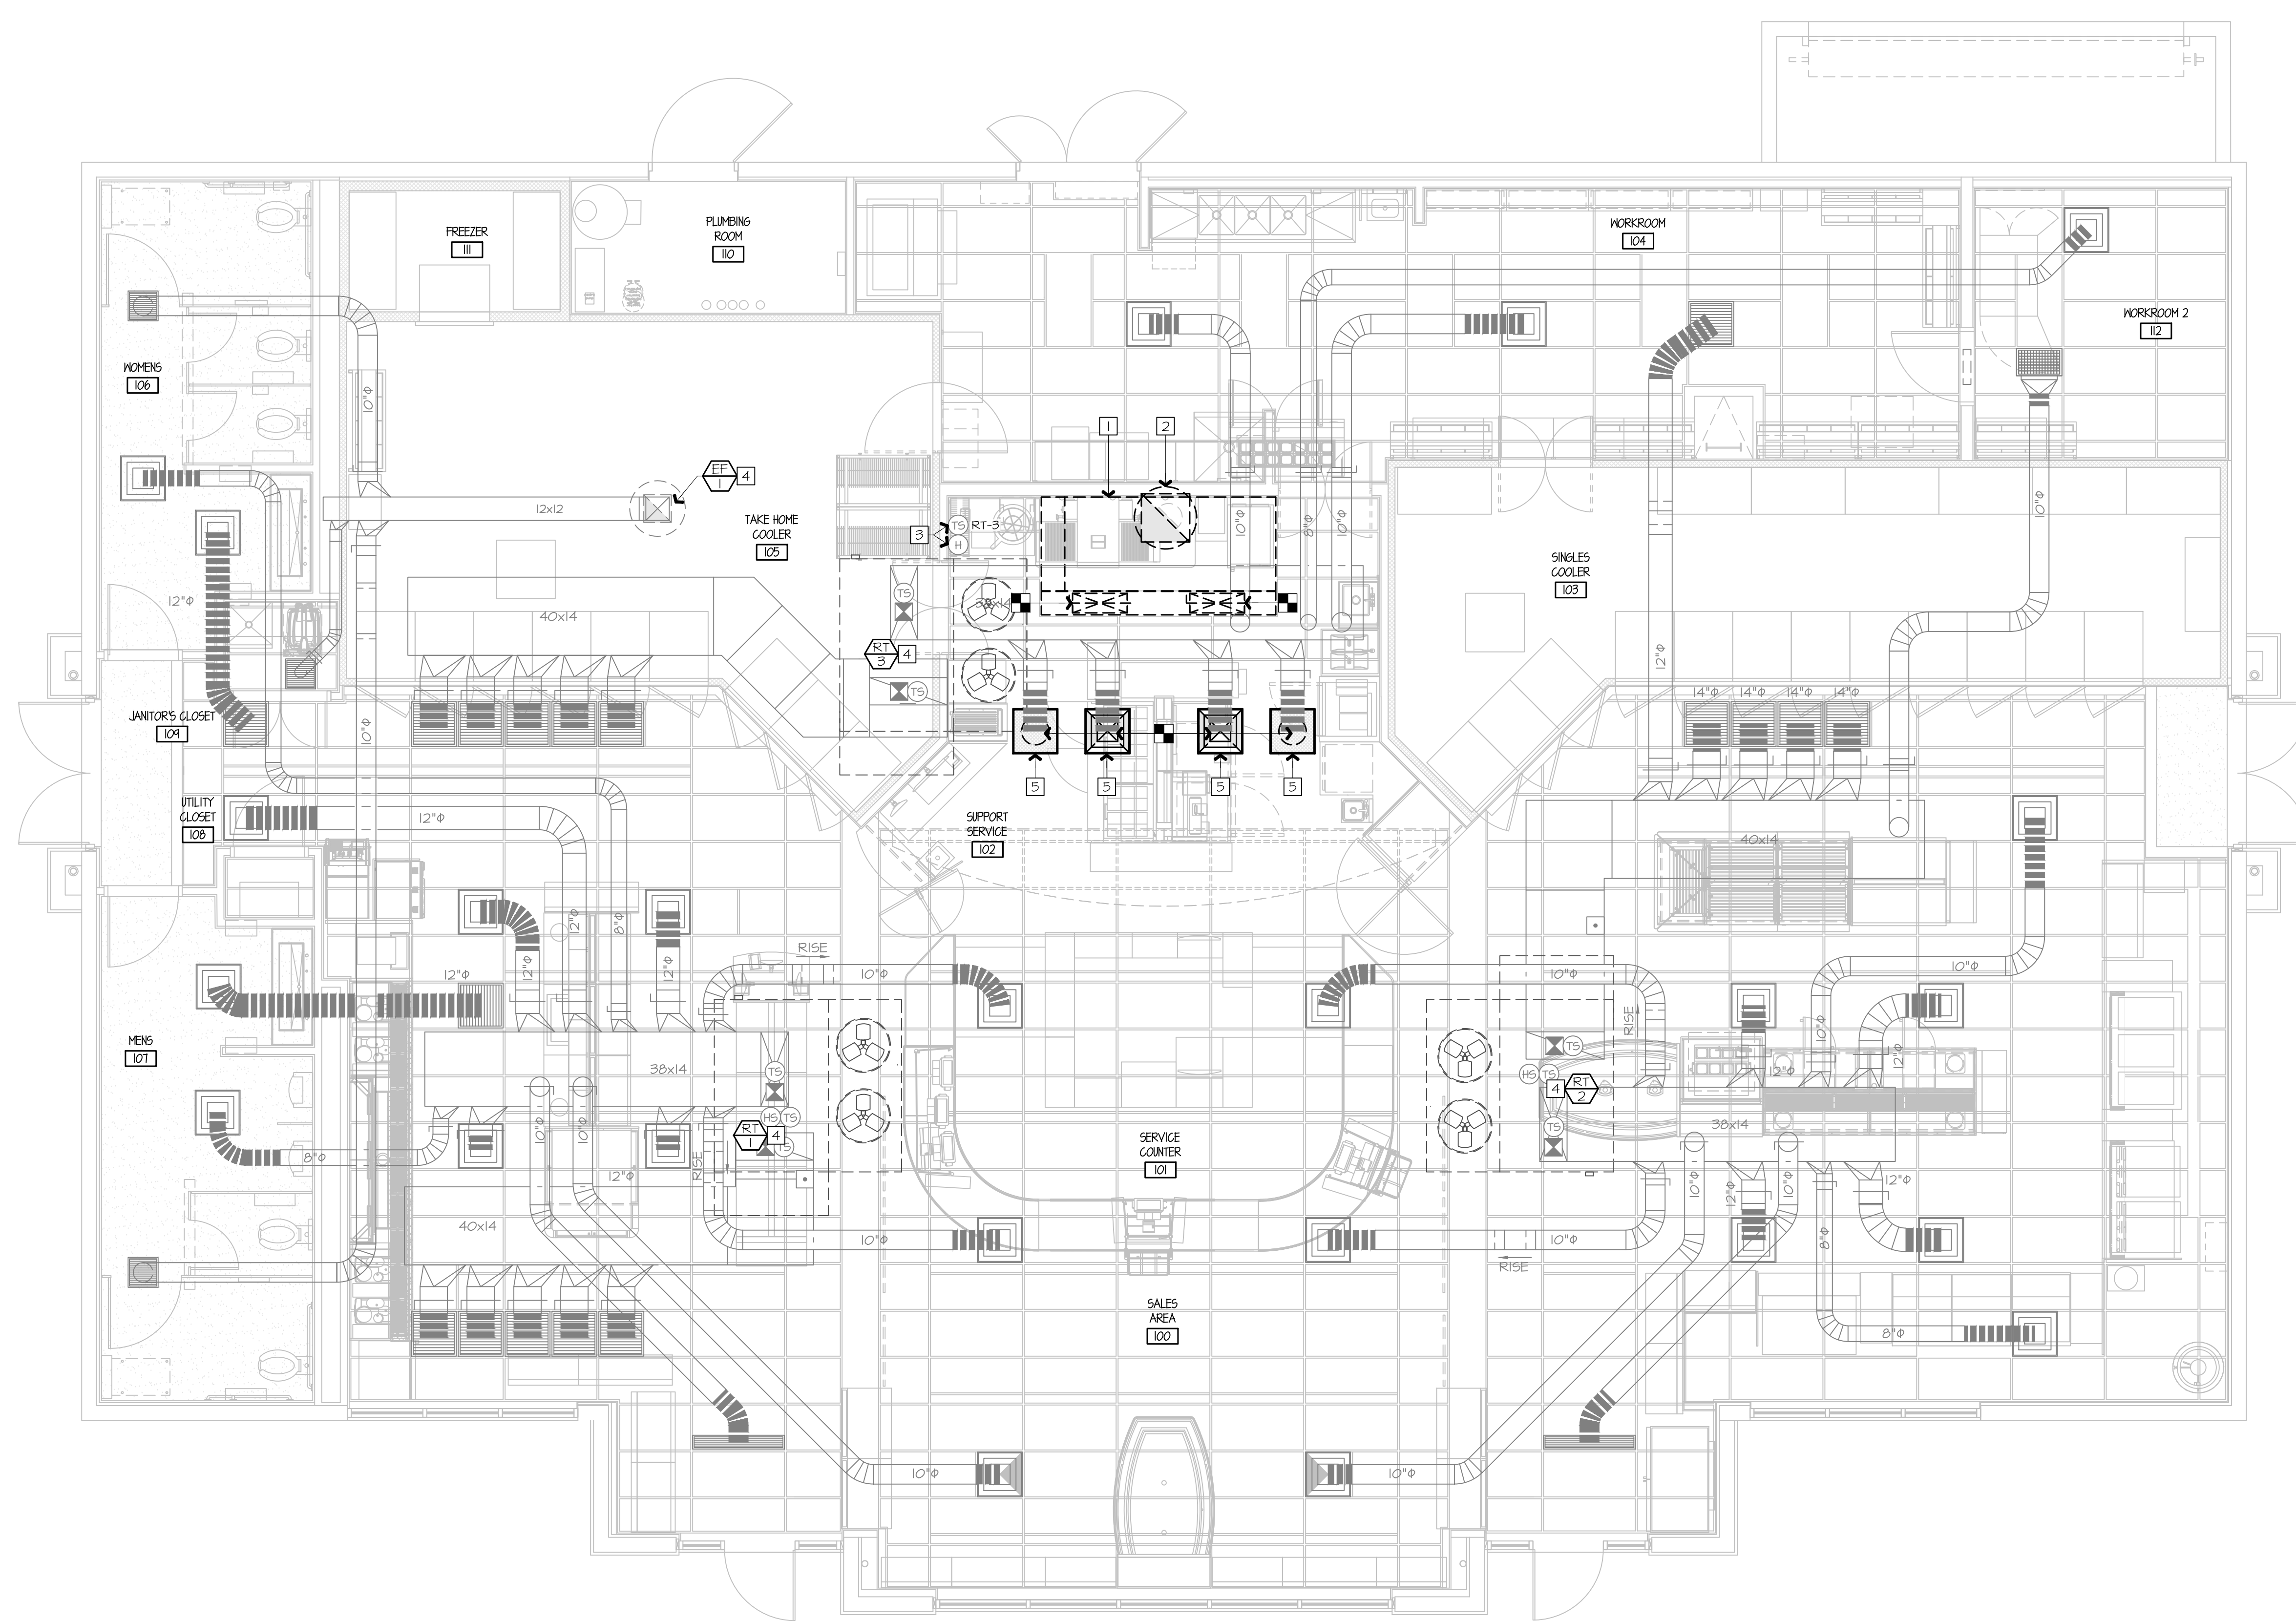 FREEZER
111
PLUMBING
ROOM
110
WORKROOM
104
WORKROOM 2
112
WOMENS
106
10"Φ
1
2
EF
1
4
12x12
TAKE HOME
COOLER
105
3
TS
RT-3
H
10"Φ
8"Φ
10"Φ
10"Φ
SINGLES
COOLER
103
12"Φ
40x14
TS
RT
3
4
TS
12"Φ
14"Φ
14"Φ
14"Φ
14"Φ
JANITOR'S CLOSET
109
10"Φ
5
5
5
5
UTILITY
CLOSET
108
12"Φ
SUPPORT
SERVICE
102
40x14
12"Φ
8"Φ
RISE
12"Φ
12"Φ
12"Φ
10"Φ
10"Φ
10"Φ
RISE
MENS
107
38x14
TS
HS
TS
RT
1
4
TS
TS
HS
TS
4
RT
2
TS
10"Φ
12"Φ
12"Φ
38x14
10"Φ
10"Φ
8"Φ
12"Φ
RISE
SERVICE
COUNTER
101
10"Φ
12"Φ
10"Φ
12"Φ
40x14
10"Φ
10"Φ
8"Φ
RISE
SALES
AREA
100
8"Φ
10"Φ
10"Φ